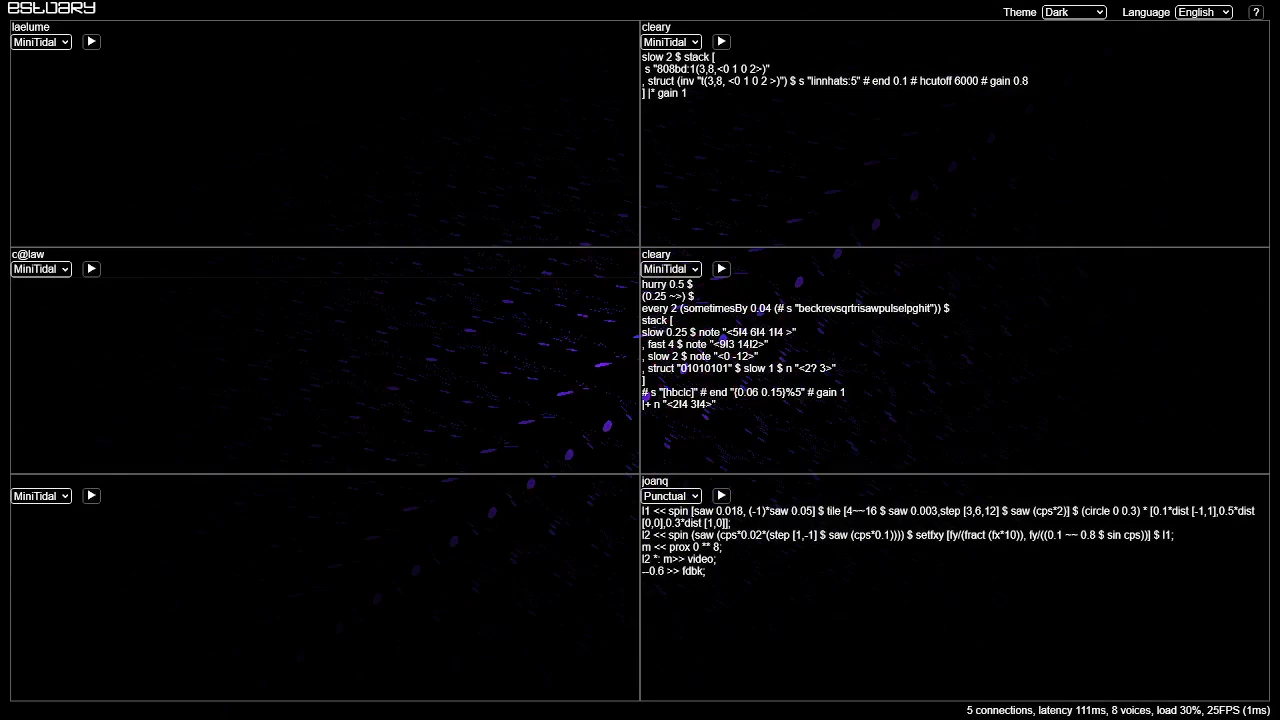 estuary
Theme Dark Language English ?
laelume
MiniTidal
cleary
MiniTidal
slow 2 $ stack [
s "808bd:1(3,8,<0 1 0 2>)"
, struct (inv "t(3,8, <0 1 0 2 >)") $ s "linnhats:5" # end 0.1 # hcutoff 6000 # gain 0.8
] |* gain 1
c@law
MiniTidal
cleary
MiniTidal
hurry 0.5 $
(0.25 ~>) $
every 2 (sometimesBy 0.04 (# s "beckrevsqrtrisawpulselpghit")) $
stack [
slow 0.25 $ note "<5!4 6!4 1!4 >"
, fast 4 $ note "<9!3 14!2>"
, slow 2 $ note "<0 -12>"
, struct "01010101" $ slow 1 $ n "<2? 3>"
]
# s "[hbclc]" # end "{0.06 0.15}%5" # gain 1
|+ n "<2!4 3!4>"
MiniTidal
joanq
Punctual
l1 << spin [saw 0.018, (-1)*saw 0.05] $ tile [4~~16 $ saw 0.003,step [3,6,12] $ saw (cps*2)] $ (circle 0 0.3) * [0.1*dist [-1,1],0.5*dist
[0,0],0.3*dist [1,0]];
l2 << spin (saw (cps*0.02*(step [1,-1] $ saw (cps*0.1)))) $ setfxy [fy/(fract (fx*10)), fy/((0.1 ~~ 0.8 $ sin cps))] $ l1;
m << prox 0 ** 8;
l2 *: m>> video;
--0.6 >> fdbk;
5 connections, latency 111ms, 8 voices, load 30%, 25FPS (1ms)